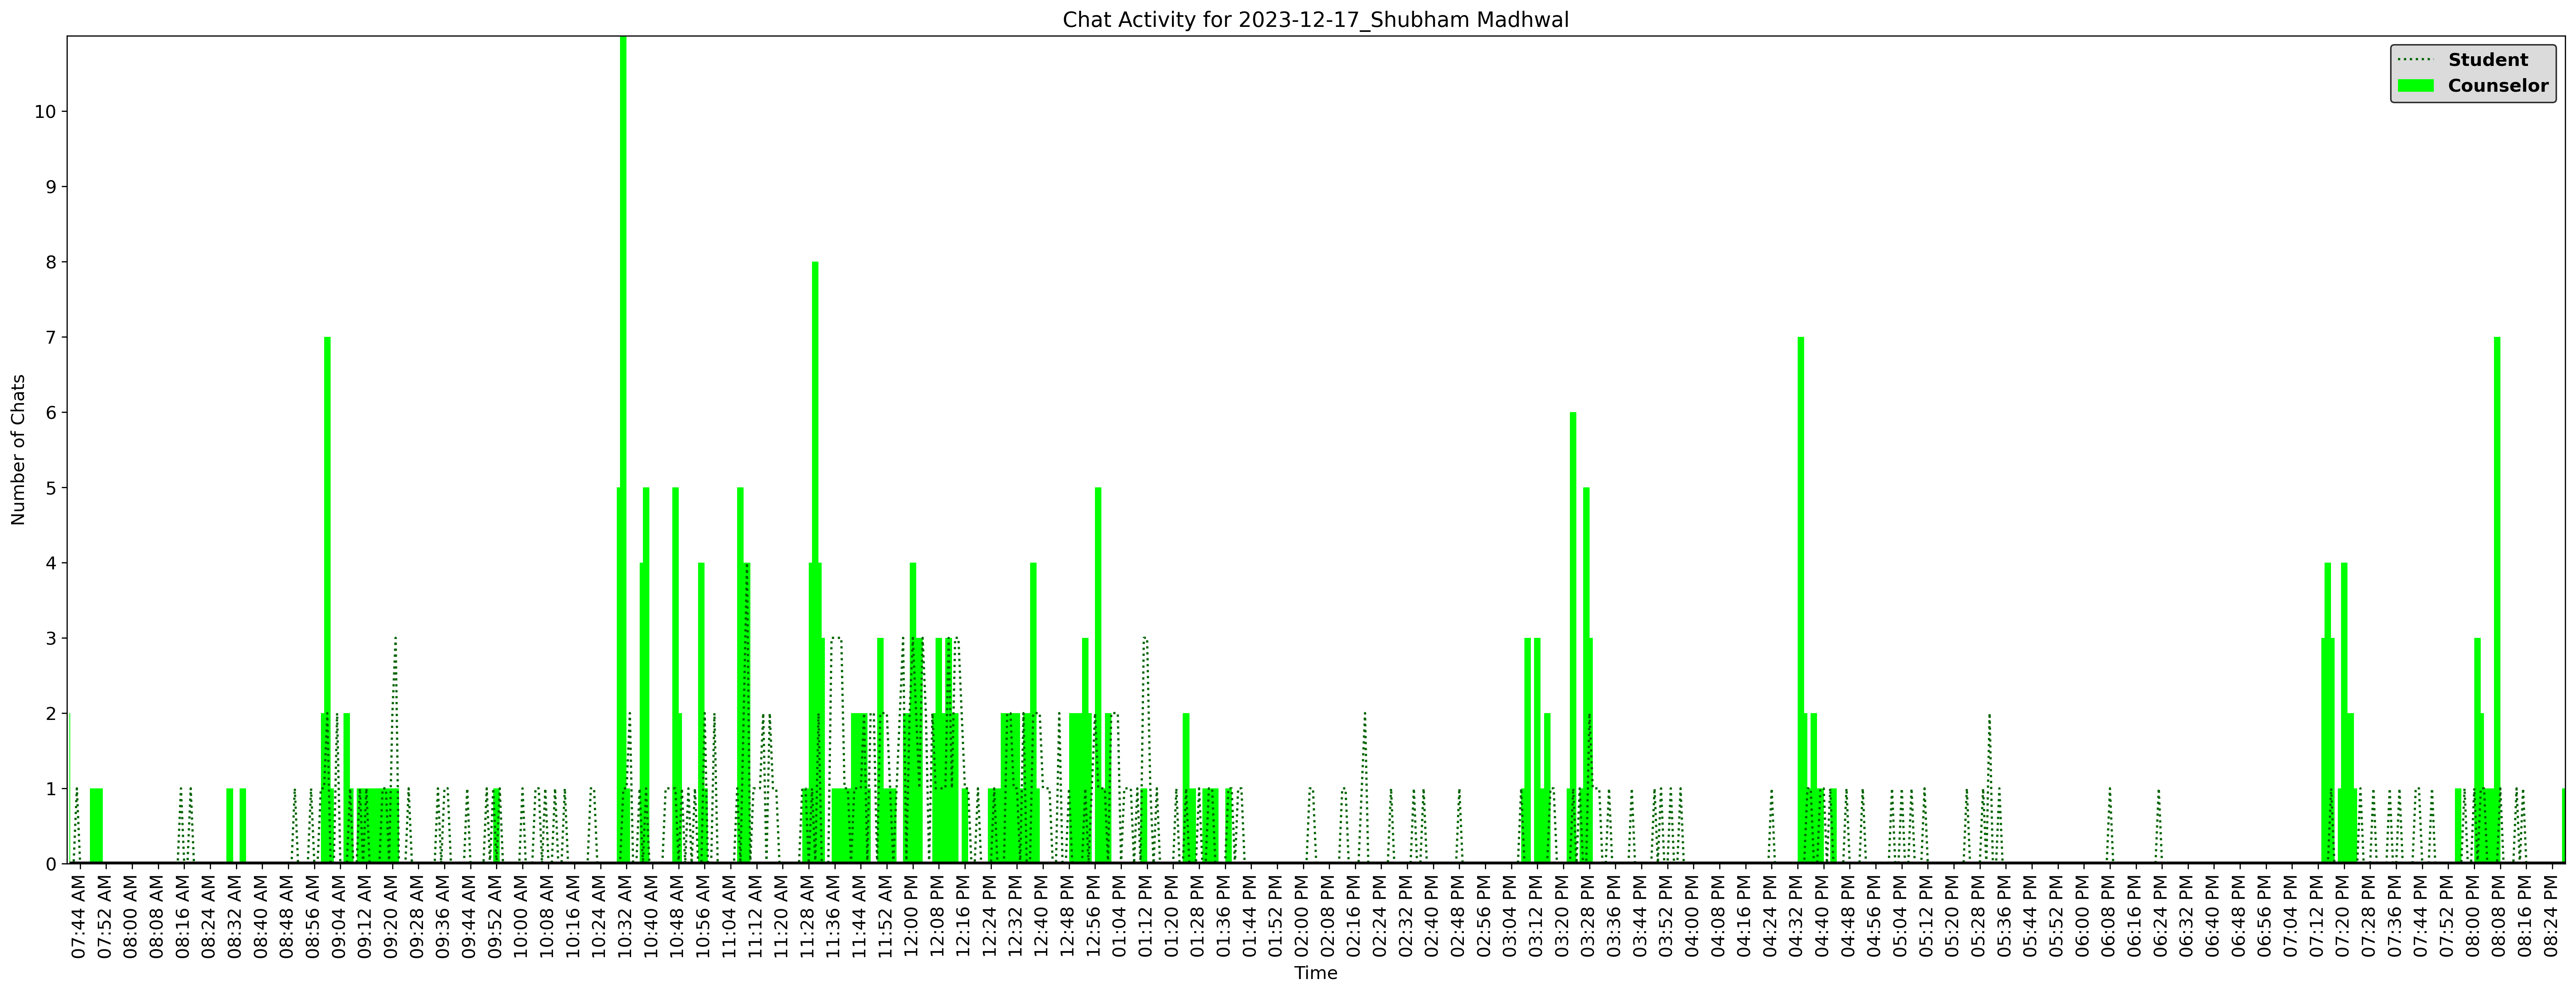 Chat Activity for 2023-12-17_Shubham Madhwal
Student
Counselor
Number of Chats
10
9
8
7
6
5
4
3
2
1
0
07:44 AM
07:52 AM
08:00 AM
08:08 AM
08:16 AM
08:24 AM
08:32 AM
08:40 AM
08:48 AM
08:56 AM
09:04 AM
09:12 AM
09:20 AM
09:28 AM
09:36 AM
09:44 AM
09:52 AM
10:00 AM
10:08 AM
10:16 AM
10:24 AM
10:32 AM
10:40 AM
10:48 AM
10:56 AM
11:04 AM
11:12 AM
11:20 AM
11:28 AM
11:36 AM
11:44 AM
11:52 AM
12:00 PM
12:08 PM
12:16 PM
12:24 PM
12:32 PM
12:40 PM
12:48 PM
12:56 PM
01:04 PM
01:12 PM
01:20 PM
01:28 PM
01:36 PM
01:44 PM
01:52 PM
02:00 PM
02:08 PM
02:16 PM
02:24 PM
02:32 PM
02:40 PM
02:48 PM
02:56 PM
03:04 PM
03:12 PM
03:20 PM
03:28 PM
03:36 PM
03:44 PM
03:52 PM
04:00 PM
04:08 PM
04:16 PM
04:24 PM
04:32 PM
04:40 PM
04:48 PM
04:56 PM
05:04 PM
05:12 PM
05:20 PM
05:28 PM
05:36 PM
05:44 PM
05:52 PM
06:00 PM
06:08 PM
06:16 PM
06:24 PM
06:32 PM
06:40 PM
06:48 PM
06:56 PM
07:04 PM
07:12 PM
07:20 PM
07:28 PM
07:36 PM
07:44 PM
07:52 PM
08:00 PM
08:08 PM
08:16 PM
08:24 PM
Time